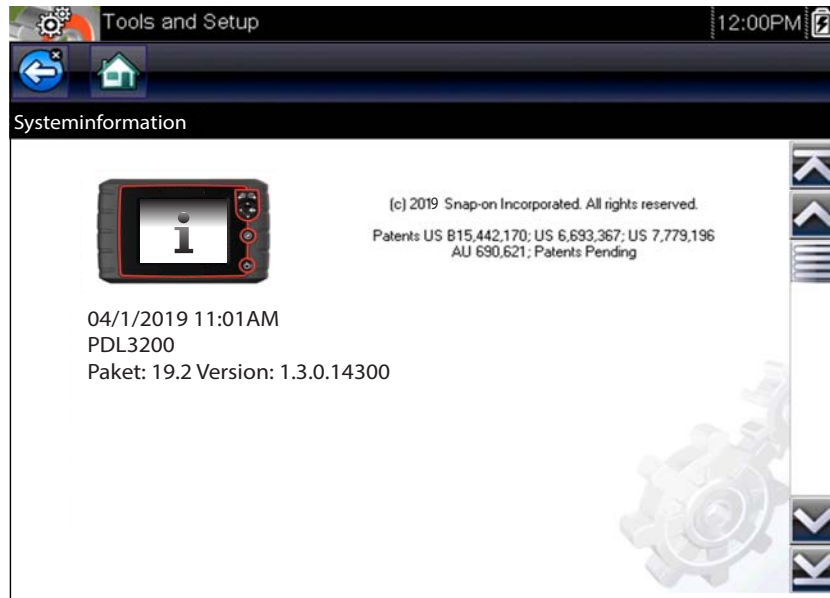 Tools and Setup
12:00PM
Systeminformation
(c) 2019 Snap-on Incorporated. All rights reserved.
Patents US B15,442,170; US 6,693,367; US 7,779,196
AU 690,621; Patents Pending
04/1/2019 11:01AM
PDL3200
Paket: 19.2 Version: 1.3.0.14300